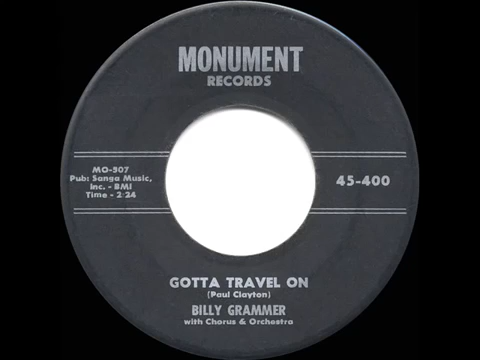 MONUMENT
RECORDS
MO-507
Pub: Sanga Music,
Inc. - BMI
Time - 2:24
45-400
GOTTA TRAVEL ON
(Paul Clayton)
BILLY GRAMMER
with Chorus & Orchestra